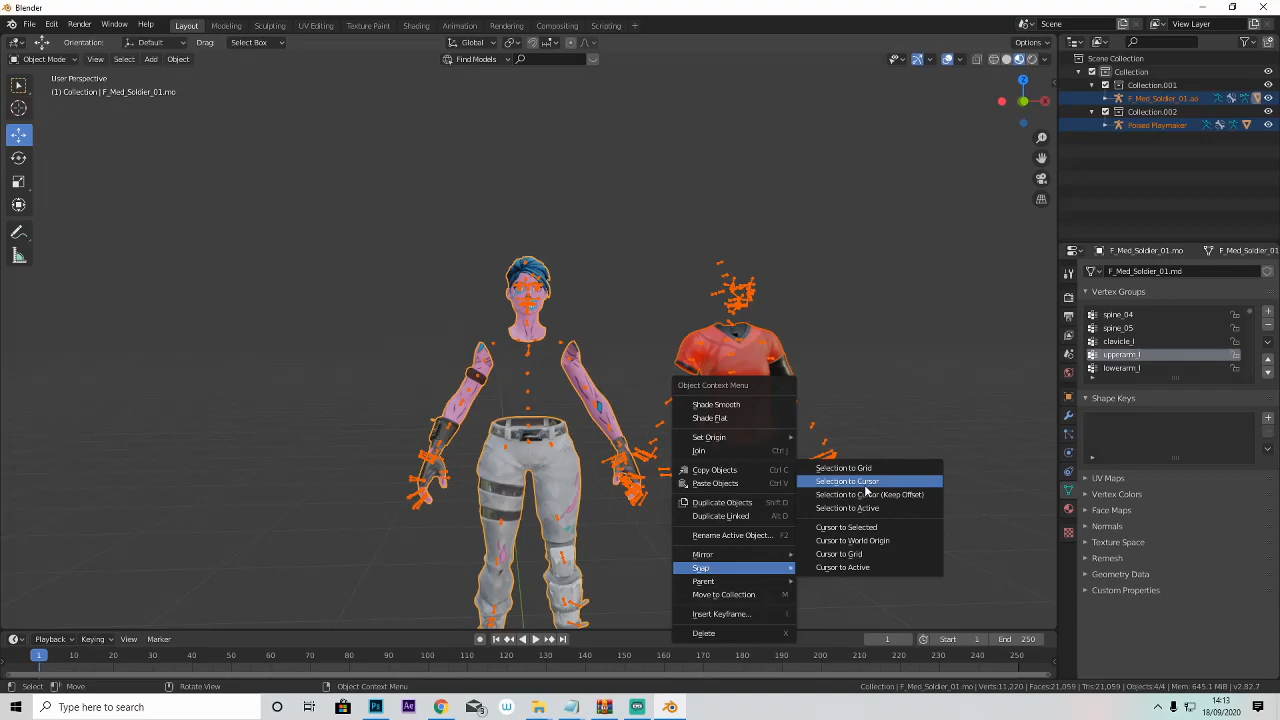 Blender
File Edit Render Window Help Layout Modeling Sculpting UV Editing Texture Paint Shading Animation Rendering Compositing Scripting + Scene View Layer
Orientation: Default Drag: Select Box Global Options
Object Mode View Select Add Object Find Models
User Perspective
(1) Collection | F_Med_Soldier_01.mo
Z
X
Scene Collection
Collection
Collection.001
F_Med_Soldier_01.ao
Collection.002
Poised Playmaker
F_Med_Soldier_01.mo F_Med_Soldier_01
F_Med_Soldier_01.md
Vertex Groups
spine_04
spine_05
clavicle_l
upperarm_l
lowerarm_l
Shape Keys
UV Maps
Vertex Colors
Face Maps
Normals
Texture Space
Remesh
Geometry Data
Custom Properties
Object Context Menu
Shade Smooth
Shade Flat
Set Origin
Join Ctrl J
Copy Objects Ctrl C
Paste Objects Ctrl V
Duplicate Objects Shift D
Duplicate Linked Alt D
Rename Active Object... F2
Mirror
Snap
Parent
Move to Collection M
Insert Keyframe... I
Delete X
Selection to Grid
Selection to Cursor
Selection to Cursor (Keep Offset)
Selection to Active
Cursor to Selected
Cursor to World Origin
Cursor to Grid
Cursor to Active
Playback Keying View Marker 1 Start 1 End 250
1 10 20 30 40 50 60 70 80 90 100 110 120 130 140 150 160 170 180 190 200 210 220 230 240 250
Select Move Rotate View Object Context Menu Collection | F_Med_Soldier_01.mo | Verts:11,220 | Faces:21,059 | Tris:21,059 | Objects:4/4 | Mem: 645.1 MiB | v2.82.7
Type here to search
14:13
18/09/2020